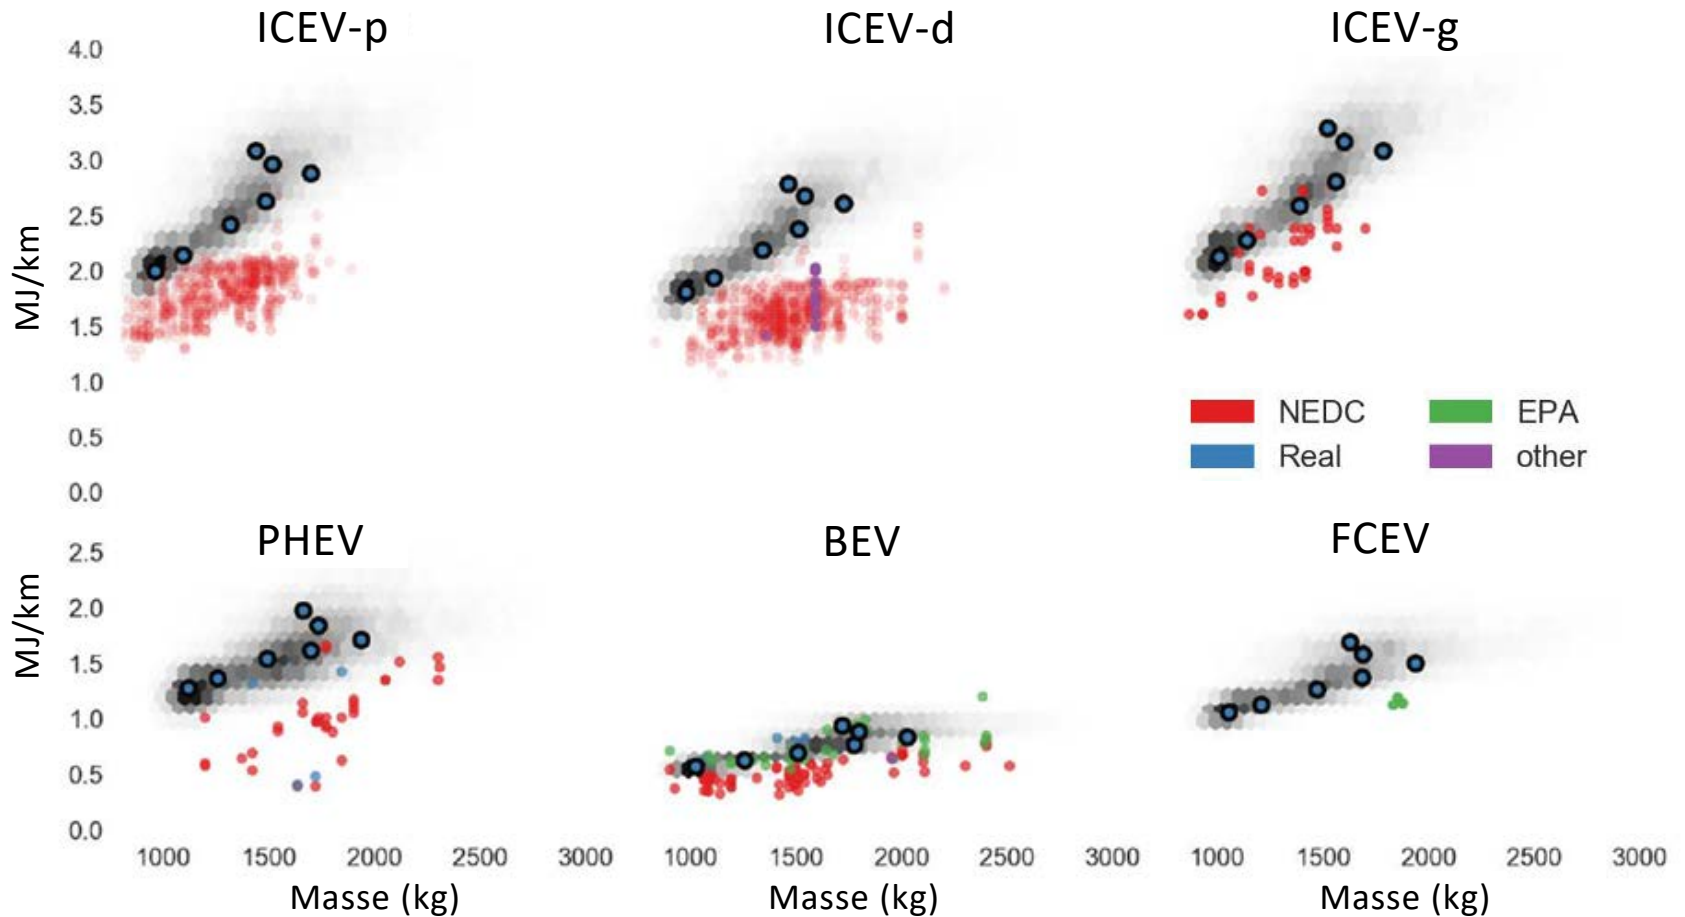 ICEV-p ICEV-d ICEV-g
4.0
3.5
3.0
2.5
2.0
1.5
1.0
0.5
0.0
MJ/km
NEDC EPA
Real other
PHEV BEV FCEV
2.5
2.0
1.5
1.0
0.5
0.0
MJ/km
1000 1500 2000 2500 3000 1000 1500 2000 2500 3000 1000 1500 2000 2500 3000
Masse (kg) Masse (kg) Masse (kg)